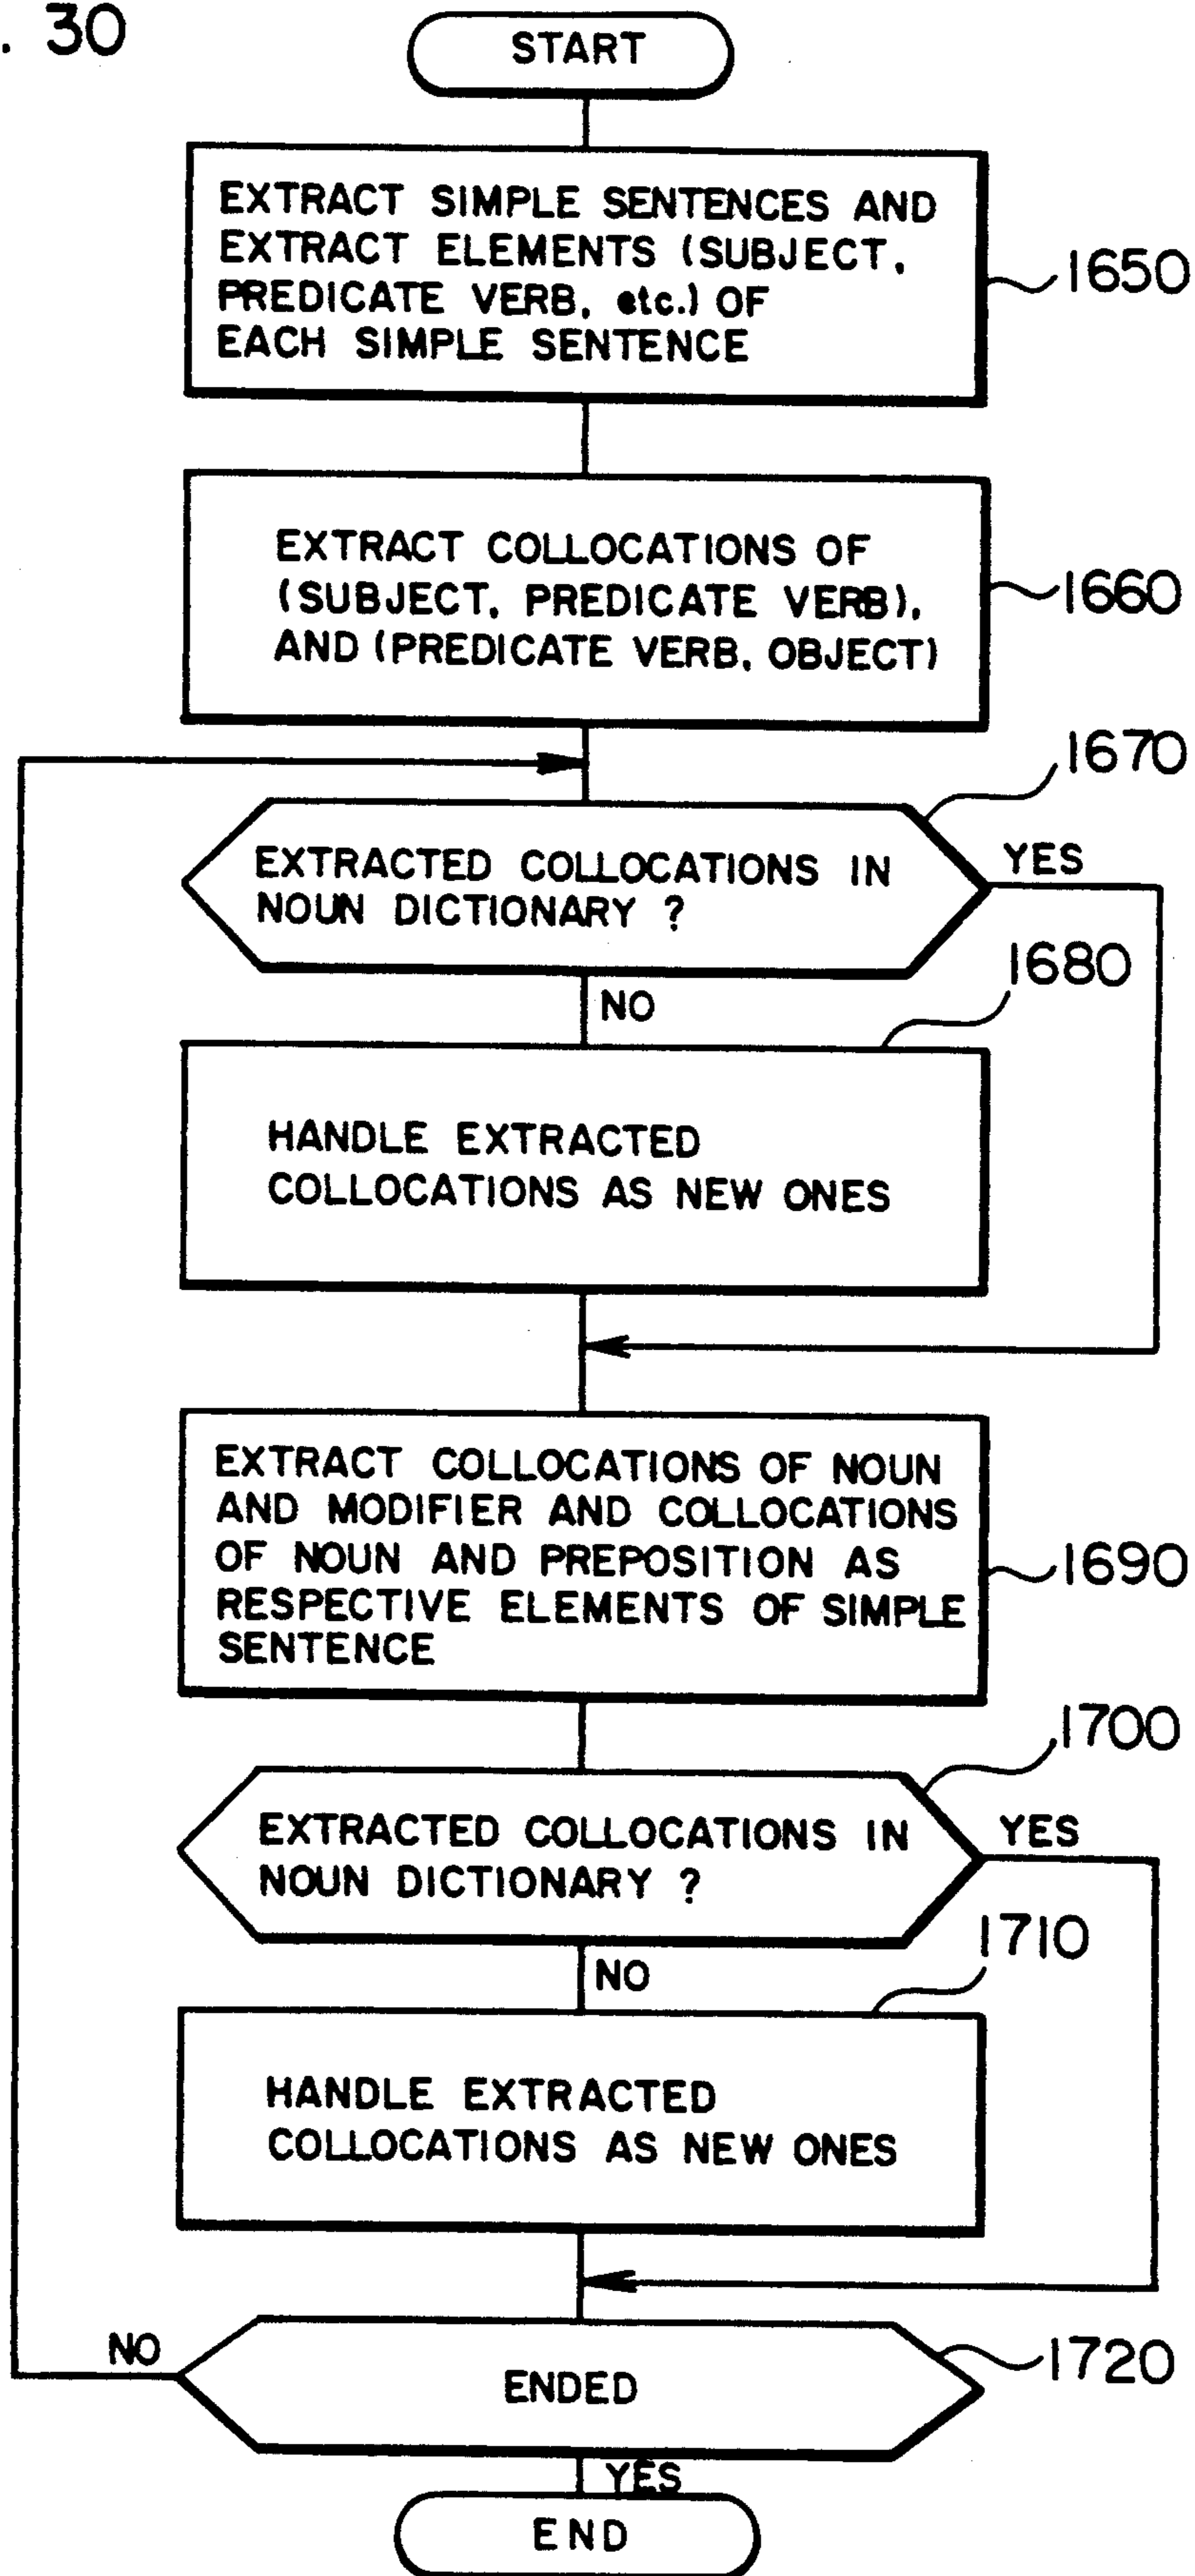 . 30
START
EXTRACT SIMPLE SENTENCES AND
EXTRACT ELEMENTS (SUBJECT,
PREDICATE VERB, etc.) OF
EACH SIMPLE SENTENCE
1650
EXTRACT COLLOCATIONS OF
(SUBJECT, PREDICATE VERB),
AND (PREDICATE VERB, OBJECT)
1660
1670
EXTRACTED COLLOCATIONS IN
NOUN DICTIONARY ?
YES
NO
1680
HANDLE EXTRACTED
COLLOCATIONS AS NEW ONES
EXTRACT COLLOCATIONS OF NOUN
AND MODIFIER AND COLLOCATIONS
OF NOUN AND PREPOSITION AS
RESPECTIVE ELEMENTS OF SIMPLE
SENTENCE
1690
1700
EXTRACTED COLLOCATIONS IN
NOUN DICTIONARY ?
YES
NO
1710
HANDLE EXTRACTED
COLLOCATIONS AS NEW ONES
NO
ENDED
1720
YES
END